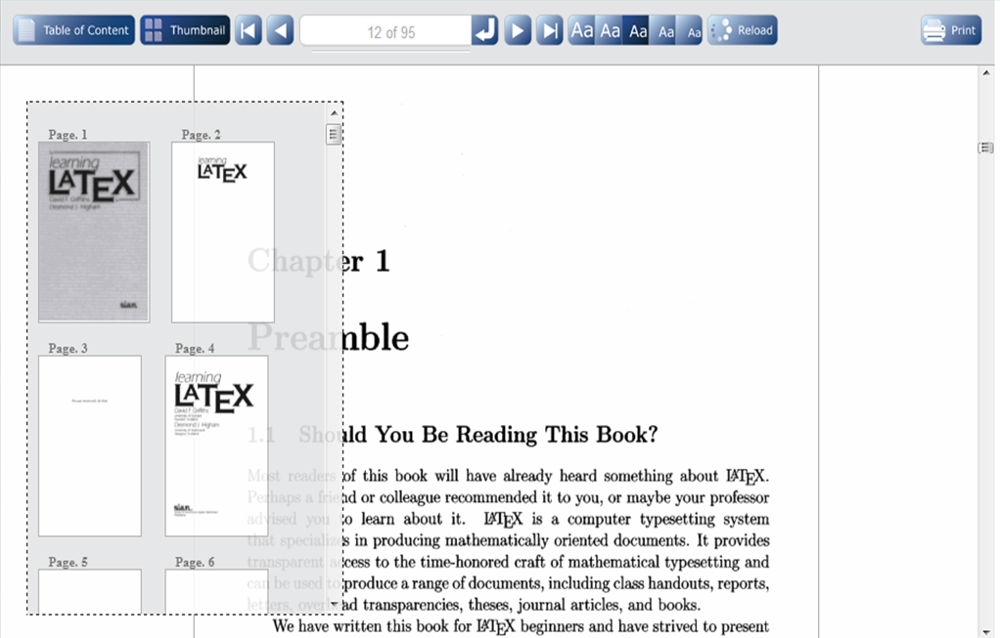 Table of Content Thumbnail 12 of 95 Aa Aa Aa Aa Aa Reload Print
Page. 1 Page. 2
learning
LATEX
David F. Griffiths
Desmond J. Higham
siam
learning
LATEX
Page. 3 Page. 4
learning
LATEX
David F. Griffiths
Desmond J. Higham
siam
Page. 5 Page. 6
Chapter 1
Preamble
1.1 Should You Be Reading This Book?
Most readers of this book will have already heard something about LATEX.
Perhaps a friend or colleague recommended it to you, or maybe your professor
advised you to learn about it. LATEX is a computer typesetting system
that specializes in producing mathematically oriented documents. It provides
transparent access to the time-honored craft of mathematical typesetting and
can be used to produce a range of documents, including class handouts, reports,
letters, overhead transparencies, theses, journal articles, and books.
We have written this book for LATEX beginners and have strived to present